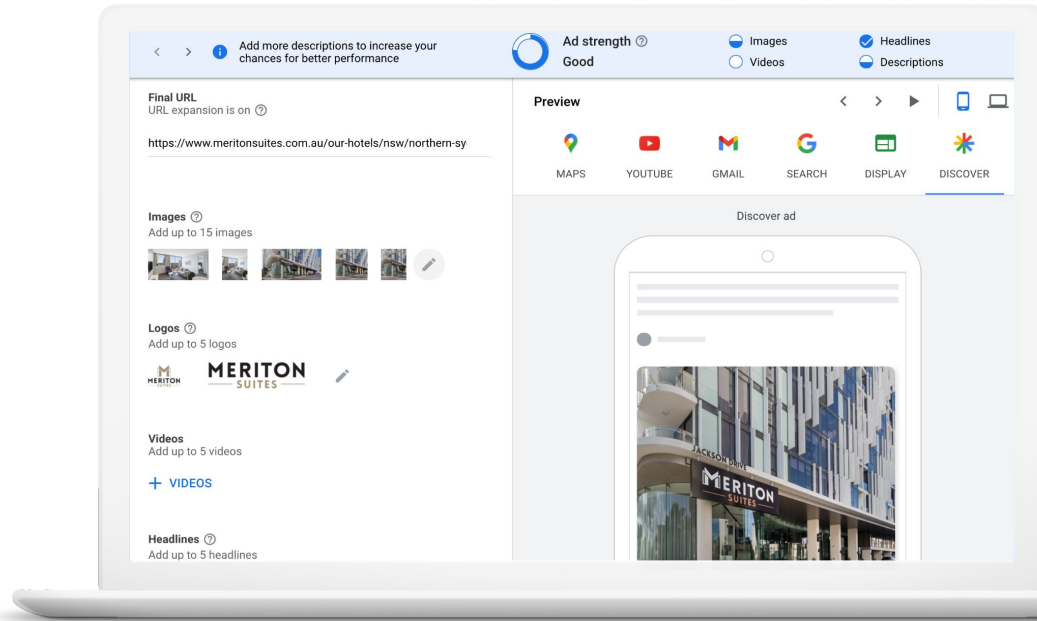 Add more descriptions to increase your
chances for better performance
Ad strength
Good
Images
Videos
Headlines
Descriptions
Final URL
URL expansion is on
https://www.meritonsuites.com.au/our-hotels/nsw/northern-sy
Images
Add up to 15 images
Logos
Add up to 5 logos
M
MERITON
SUITES
MERITON
SUITES
Videos
Add up to 5 videos
+ VIDEOS
Headlines
Add up to 5 headlines
Preview
MAPS
YOUTUBE
GMAIL
SEARCH
DISPLAY
DISCOVER
Discover ad
JACKSON DRIVE
MERITON
SUITES